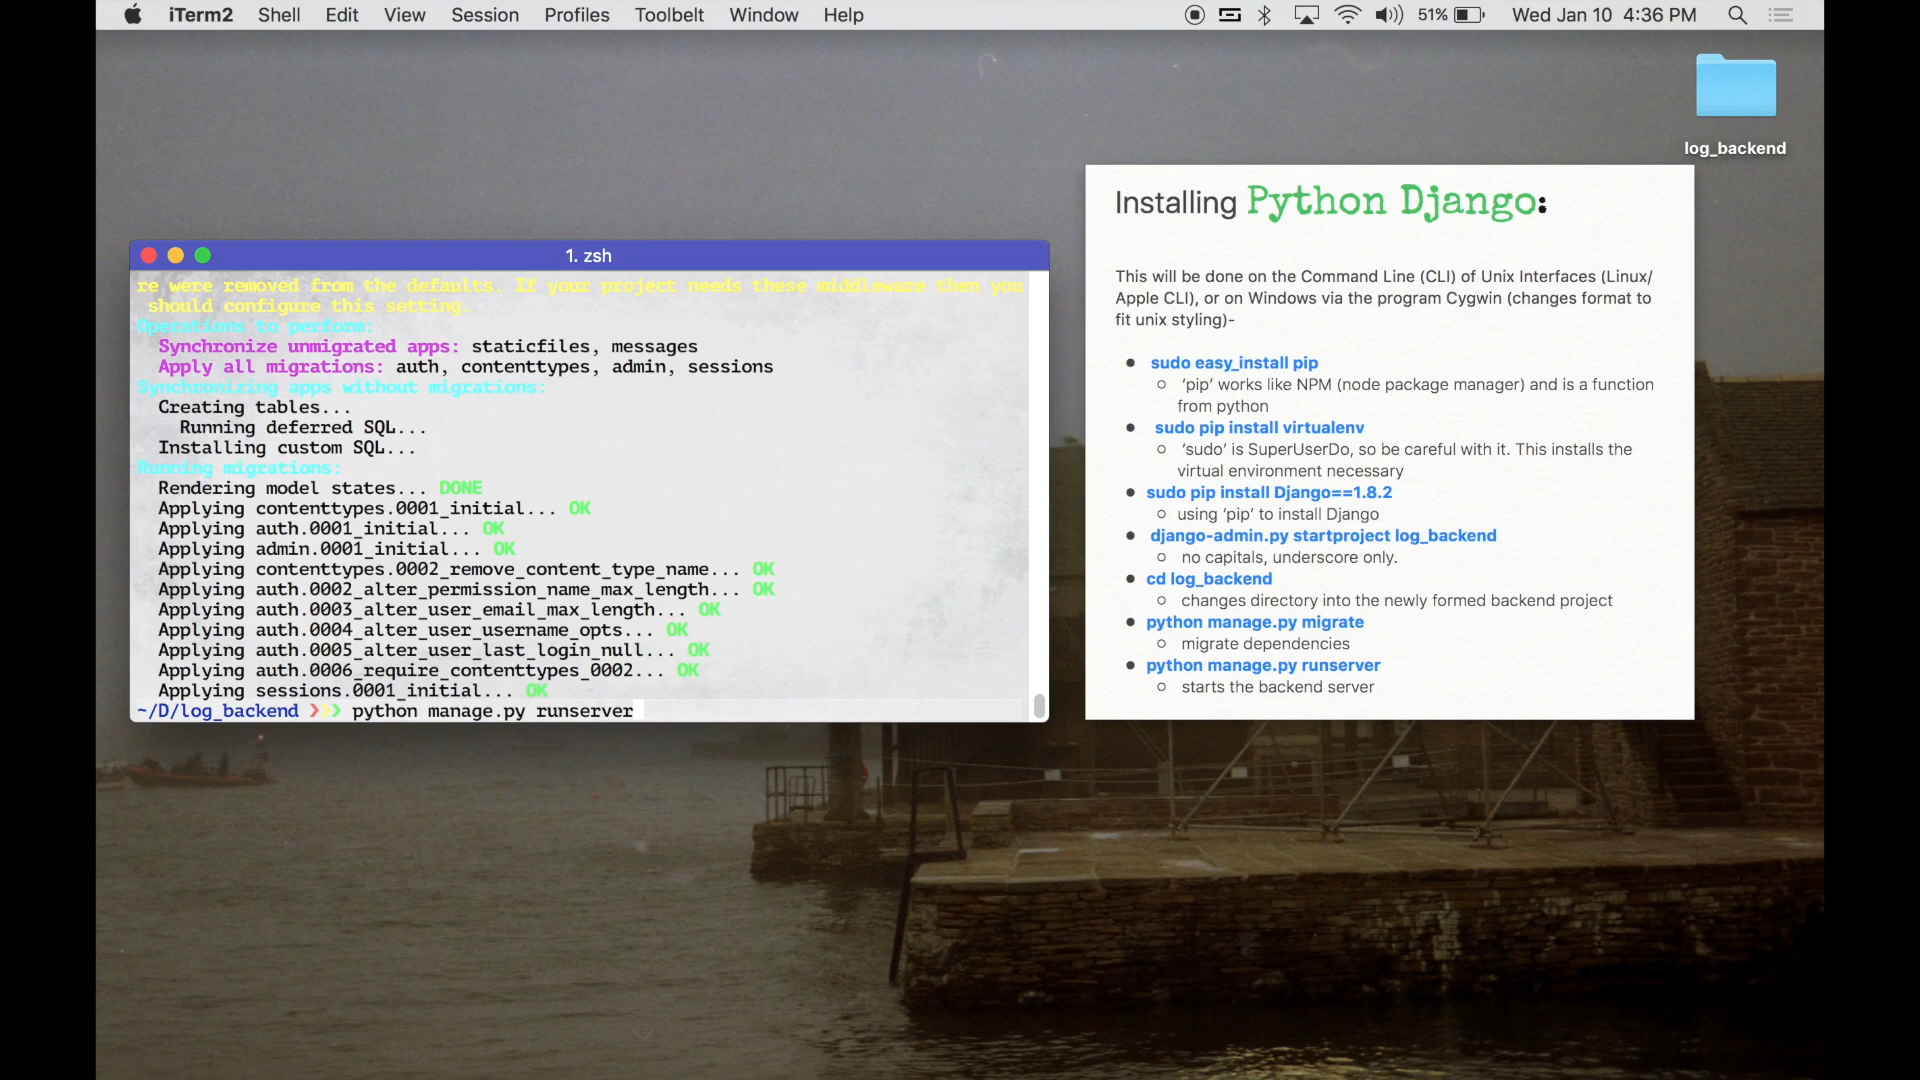 iTerm2 Shell Edit View Session Profiles Toolbelt Window Help 51% Wed Jan 10 4:36 PM
log_backend
1. zsh
re were removed from the defaults. If your project needs these middleware then you
should configure this setting.
Operations to perform:
Synchronize unmigrated apps: staticfiles, messages
Apply all migrations: auth, contenttypes, admin, sessions
Synchronizing apps without migrations:
Creating tables...
Running deferred SQL...
Installing custom SQL...
Running migrations:
Rendering model states... DONE
Applying contenttypes.0001_initial... OK
Applying auth.0001_initial... OK
Applying admin.0001_initial... OK
Applying contenttypes.0002_remove_content_type_name... OK
Applying auth.0002_alter_permission_name_max_length... OK
Applying auth.0003_alter_user_email_max_length... OK
Applying auth.0004_alter_user_username_opts... OK
Applying auth.0005_alter_user_last_login_null... OK
Applying auth.0006_require_contenttypes_0002... OK
Applying sessions.0001_initial... OK
~/D/log_backend ❯❯❯ python manage.py runserver
Installing Python Django:
This will be done on the Command Line (CLI) of Unix Interfaces (Linux/
Apple CLI), or on Windows via the program Cygwin (changes format to
fit unix styling)-
• sudo easy_install pip
○ ‘pip’ works like NPM (node package manager) and is a function
from python
• sudo pip install virtualenv
○ ‘sudo’ is SuperUserDo, so be careful with it. This installs the
virtual environment necessary
• sudo pip install Django==1.8.2
○ using ‘pip’ to install Django
• django-admin.py startproject log_backend
○ no capitals, underscore only.
• cd log_backend
○ changes directory into the newly formed backend project
• python manage.py migrate
○ migrate dependencies
• python manage.py runserver
○ starts the backend server